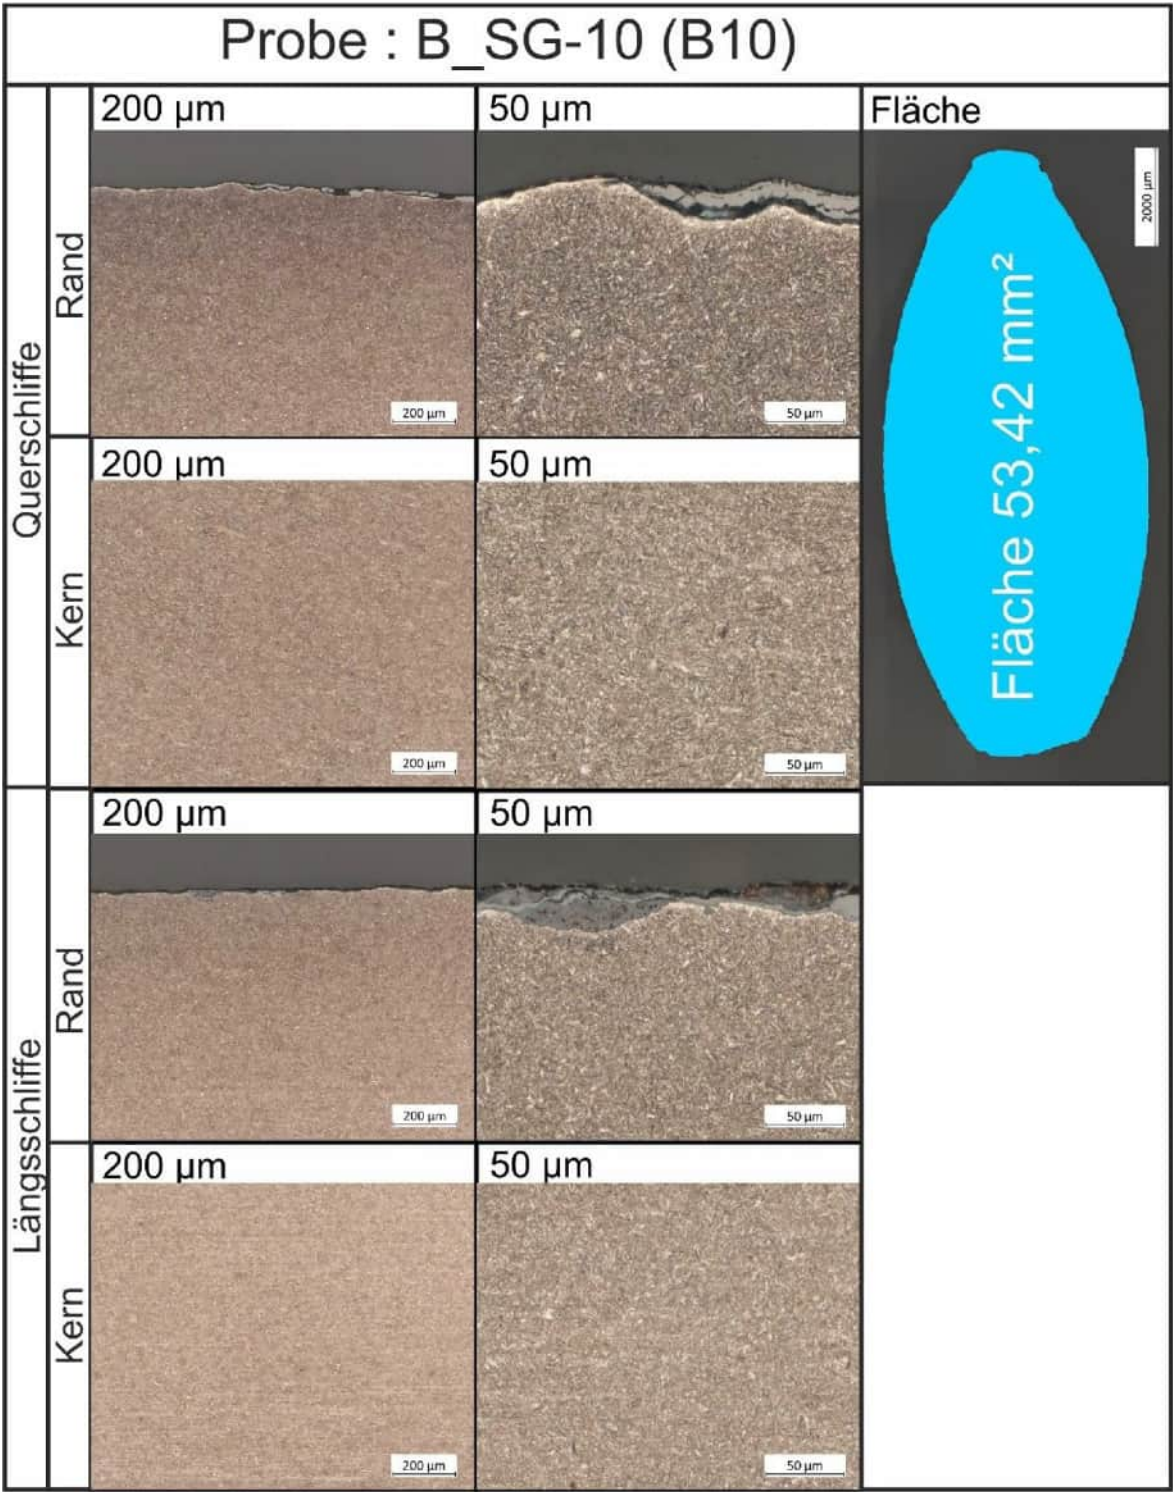 Probe : B_SG-10 (B10)
Querschliffe
Rand
200 µm
200 µm
50 µm
50 µm
Fläche
2000 µm
Fläche 53,42 mm²
Kern
200 µm
200 µm
50 µm
50 µm
Längsschliffe
Rand
200 µm
200 µm
50 µm
50 µm
Kern
200 µm
200 µm
50 µm
50 µm